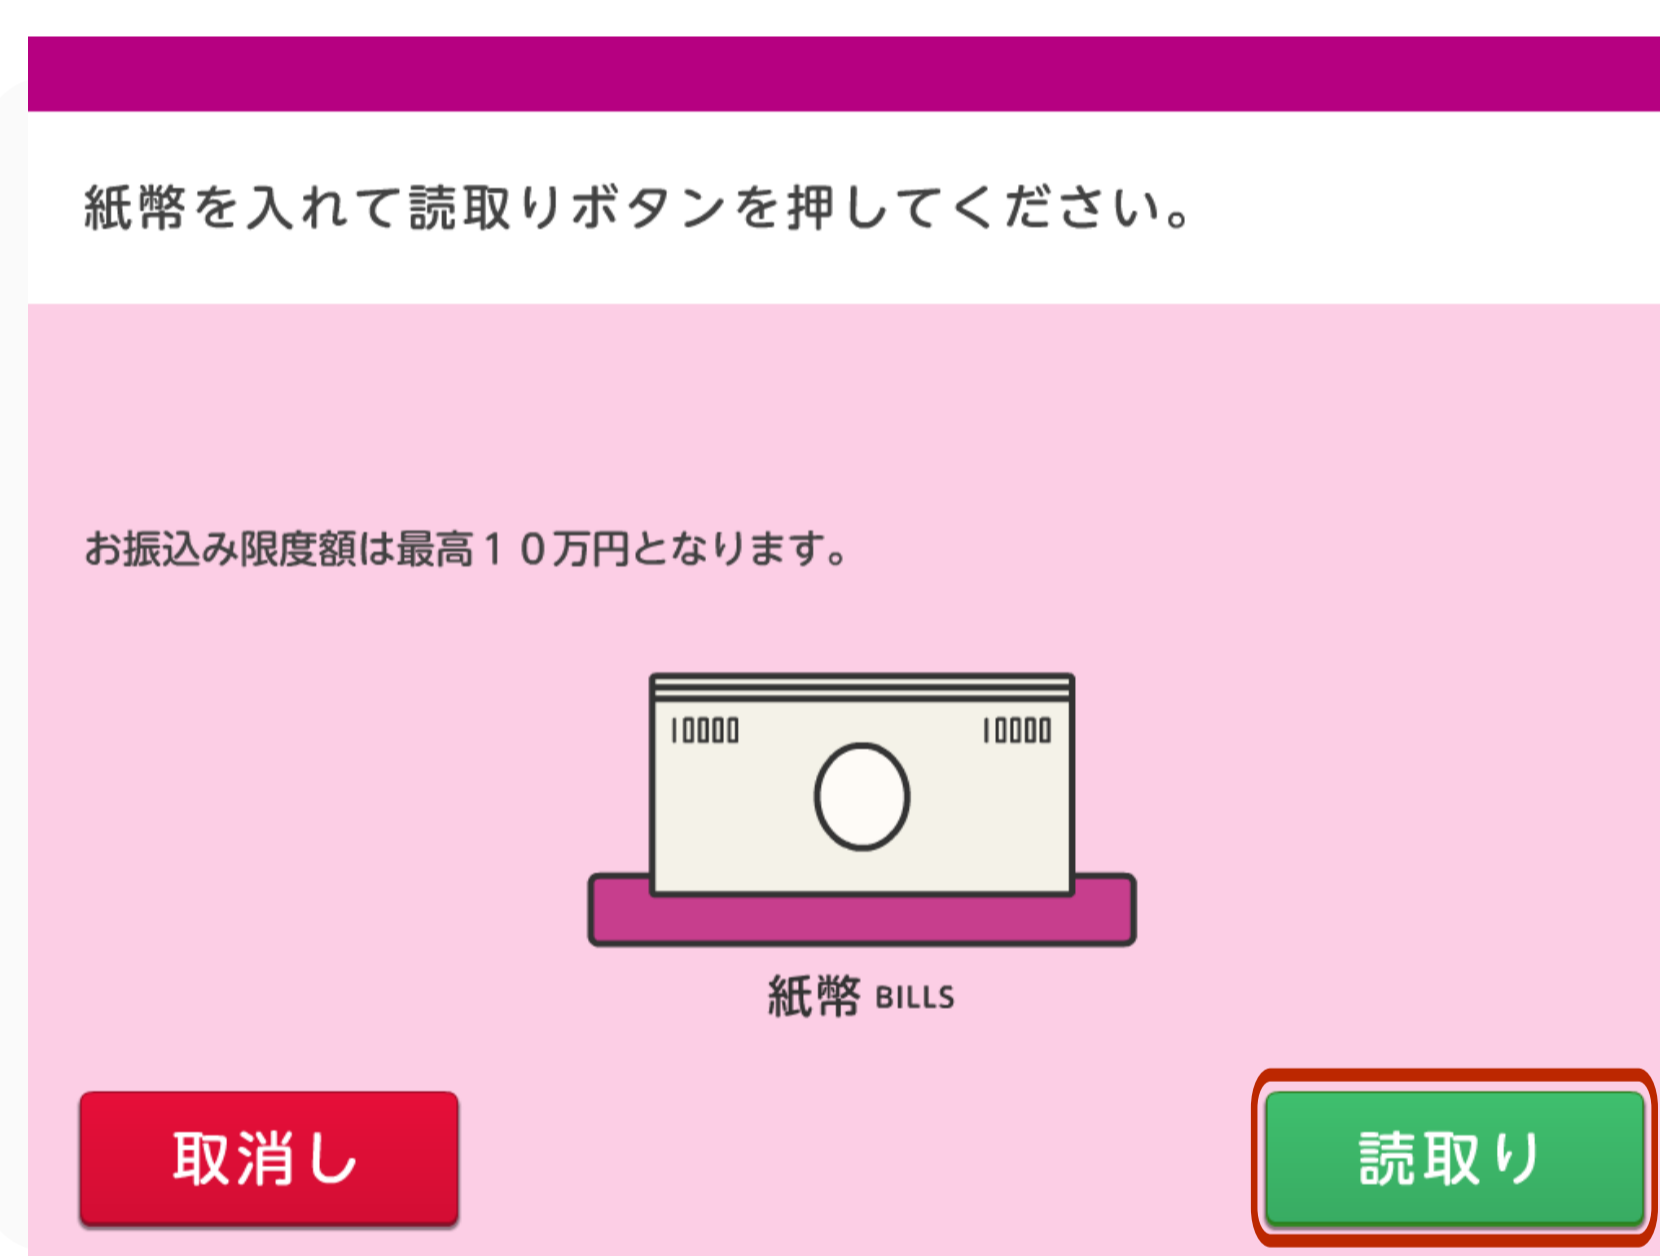 紙幣を入れて読取りボタンを押してください。
お振込み限度額は最高１０万円となります。
10000 10000
紙幣 BILLS
取消し 読取り